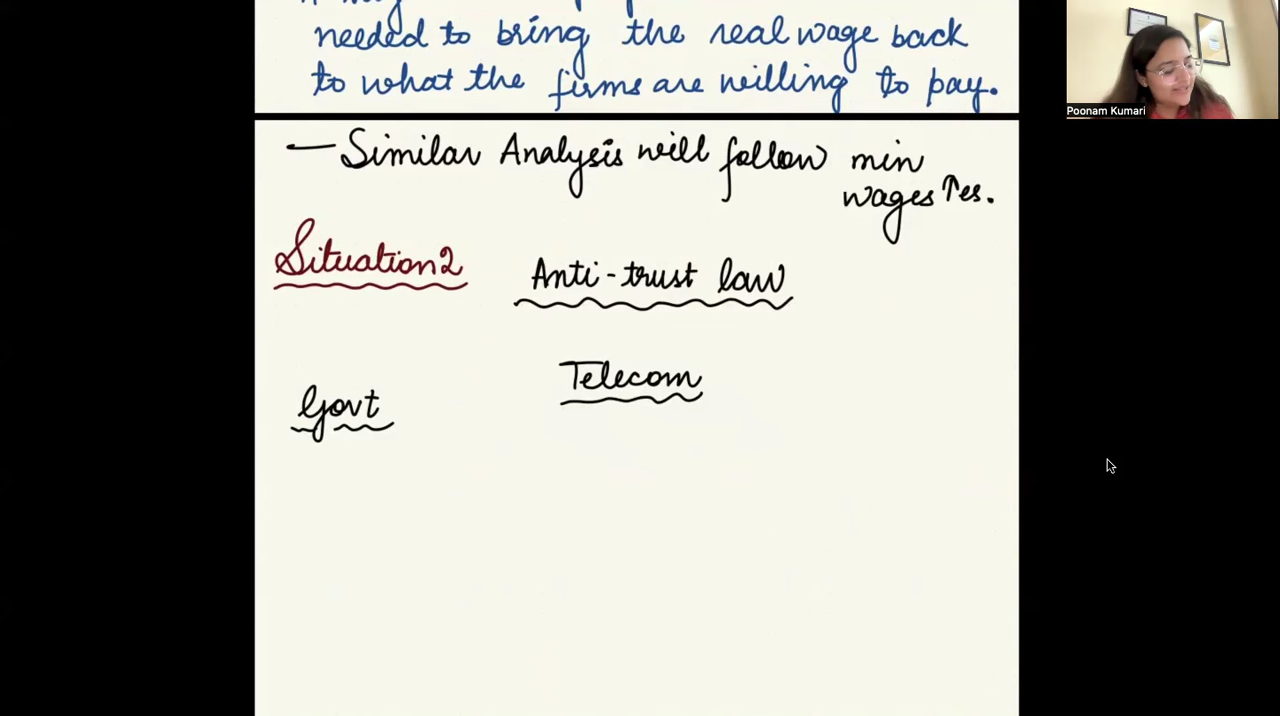 needed to bring the real wage back
to what the firms are willing to pay.
Poonam Kumari
— Similar Analysis will follow min
wages ↑es.
Situation 2
Anti-trust law
Telecom
Govt